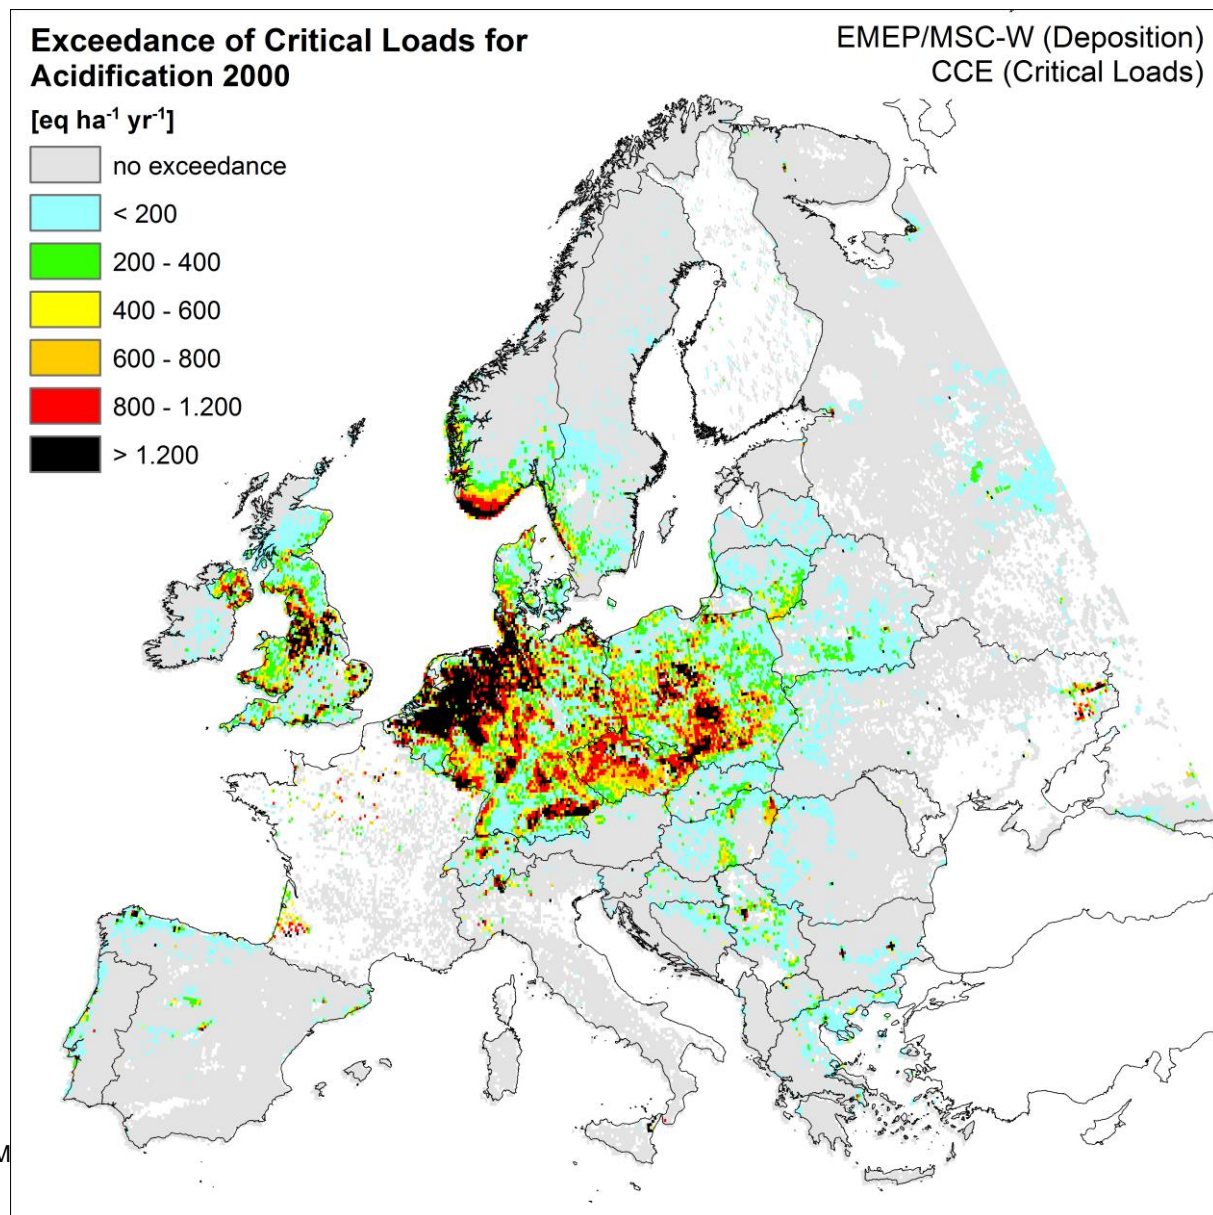 Exceedance of Critical Loads for
Acidification 2000
[eq ha⁻¹ yr⁻¹]
no exceedance
< 200
200 - 400
400 - 600
600 - 800
800 - 1.200
> 1.200
EMEP/MSC-W (Deposition)
CCE (Critical Loads)
M